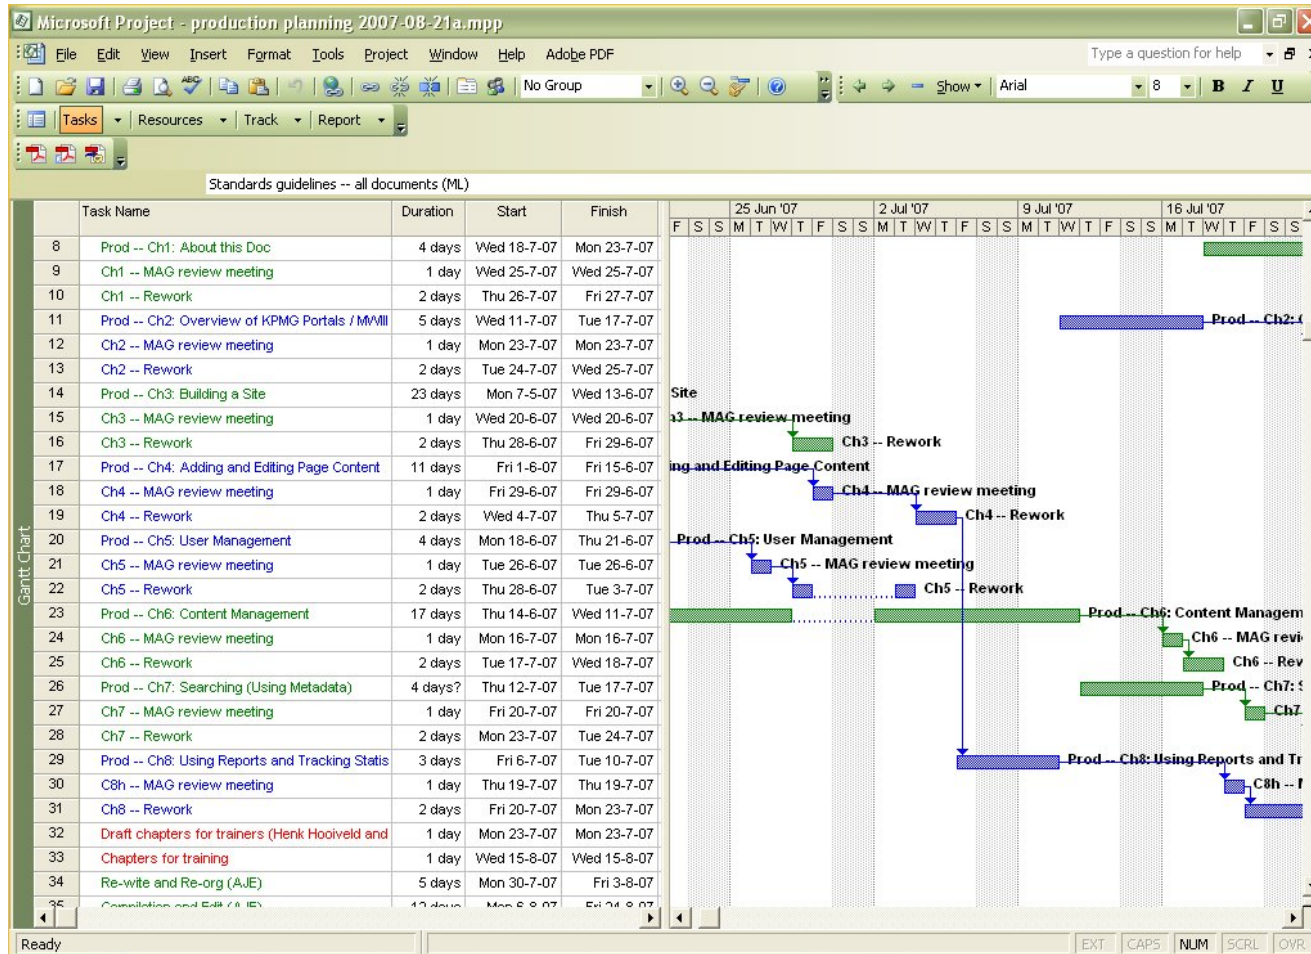 Microsoft Project - production planning 2007-08-21a.mpp
File Edit View Insert Format Tools Project Window Help Adobe PDF Type a question for help
No Group Show Arial 8 B I U
Tasks Resources Track Report
Standards guidelines -- all documents (ML)
Task Name Duration Start Finish 25 Jun '07 2 Jul '07 9 Jul '07 16 Jul '07
F S S M T W T F S S M T W T F S S M T W T F S S M T W T F S S
8 Prod -- Ch1: About this Doc 4 days Wed 18-7-07 Mon 23-7-07
9 Ch1 -- MAG review meeting 1 day Wed 25-7-07 Wed 25-7-07
10 Ch1 -- Rework 2 days Thu 26-7-07 Fri 27-7-07
11 Prod -- Ch2: Overview of KPMG Portals / 5 days Wed 11-7-07 Tue 17-7-07 Prod -- Ch2:
12 Ch2 -- MAG review meeting 1 day Mon 23-7-07 Mon 23-7-07
13 Ch2 -- Rework 2 days Tue 24-7-07 Wed 25-7-07
14 Prod -- Ch3: Building a Site 23 days Mon 7-5-07 Wed 13-6-07 Site
15 Ch3 -- MAG review meeting 1 day Wed 20-6-07 Wed 20-6-07 h3 -- MAG review meeting
16 Ch3 -- Rework 2 days Thu 28-6-07 Fri 29-6-07 Ch3 -- Rework
17 Prod -- Ch4: Adding and Editing Page Content 11 days Fri 1-6-07 Fri 15-6-07 ing and Editing Page Content
18 Ch4 -- MAG review meeting 1 day Fri 29-6-07 Fri 29-6-07 Ch4 -- MAG review meeting
19 Ch4 -- Rework 2 days Wed 4-7-07 Thu 5-7-07 Ch4 -- Rework
20 Prod -- Ch5: User Management 4 days Mon 18-6-07 Thu 21-6-07 Prod -- Ch5: User Management
21 Ch5 -- MAG review meeting 1 day Tue 26-6-07 Tue 26-6-07 Ch5 -- MAG review meeting
22 Ch5 -- Rework 2 days Thu 28-6-07 Tue 3-7-07 Ch5 -- Rework
23 Prod -- Ch6: Content Management 17 days Thu 14-6-07 Wed 11-7-07 Prod -- Ch6: Content Managem
24 Ch6 -- MAG review meeting 1 day Mon 16-7-07 Mon 16-7-07 Ch6 -- MAG revi
25 Ch6 -- Rework 2 days Tue 17-7-07 Wed 18-7-07 Ch6 -- Rew
26 Prod -- Ch7: Searching (Using Metadata) 4 days? Thu 12-7-07 Tue 17-7-07 Prod -- Ch7: S
27 Ch7 -- MAG review meeting 1 day Fri 20-7-07 Fri 20-7-07 Ch7
28 Ch7 -- Rework 2 days Mon 23-7-07 Tue 24-7-07
29 Prod -- Ch8: Using Reports and Tracking Statis 3 days Fri 6-7-07 Tue 10-7-07 Prod -- Ch8: Using Reports and Tr
30 C8h -- MAG review meeting 1 day Thu 19-7-07 Thu 19-7-07 C8h --
31 Ch8 -- Rework 2 days Fri 20-7-07 Mon 23-7-07
32 Draft chapters for trainers (Henk Hooiveld and 1 day Mon 23-7-07 Mon 23-7-07
33 Chapters for training 1 day Wed 15-8-07 Wed 15-8-07
34 Re-wite and Re-org (AJE) 5 days Mon 30-7-07 Fri 3-8-07
35 Compilation and Edit (AJE) 12 days Mon 6-8-07 Fri 24-8-07
Gantt Chart
Ready EXT CAPS NUM SCRL OVR